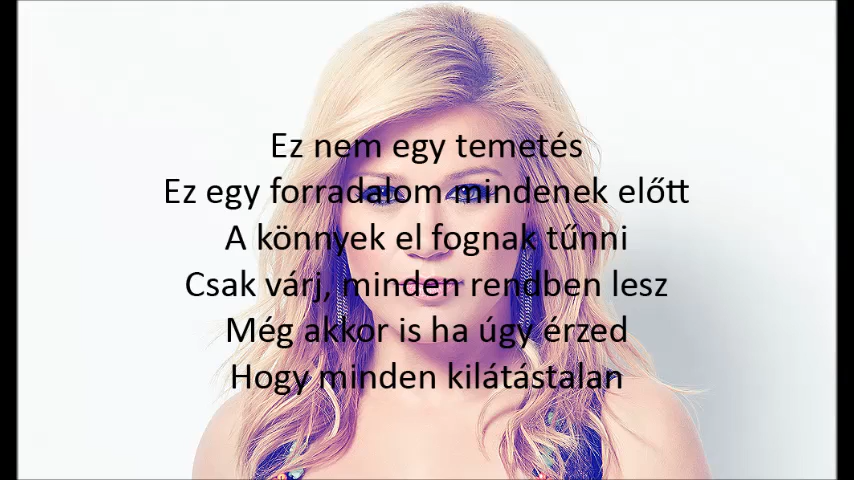 Ez nem egy temetés
Ez egy forradalom mindenek előtt
A könnyek el fognak tűnni
Csak várj, minden rendben lesz
Még akkor is ha úgy érzed
Hogy minden kilátástalan